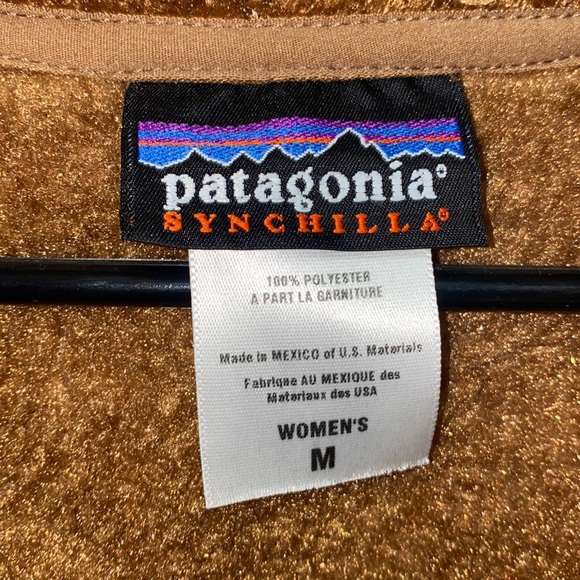 patagonia®
SYNCHILLA®
100% POLYESTER
A PART LA GARNITURE
Made in MEXICO of U.S. Materials
Fabrique AU MEXIQUE des
Materiaux des USA
WOMEN'S
M